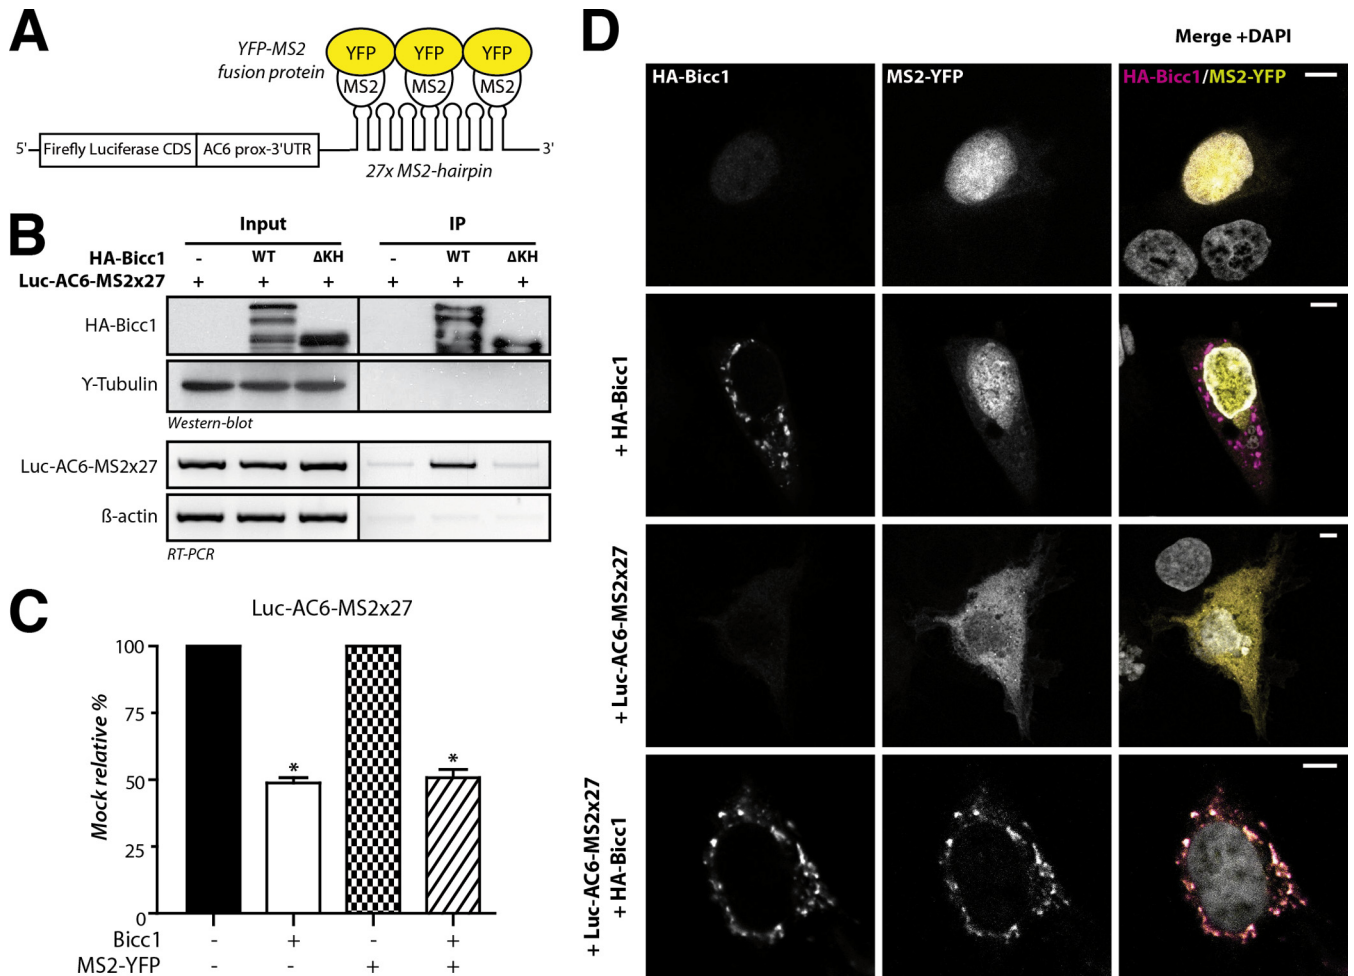 A
YFP-MS2
fusion protein
YFP YFP YFP
MS2 MS2 MS2
5'
Firefly Luciferase CDS
AC6 prox-3'UTR
3'
27x MS2-hairpin
B
Input IP
HA-Bicc1 - WT ΔKH - WT ΔKH
Luc-AC6-MS2x27 + + + + + +
HA-Bicc1
Y-Tubulin
Western-blot
Luc-AC6-MS2x27
ß-actin
RT-PCR
C
Luc-AC6-MS2x27
Mock relative %
100
75
50
25
0
* *
Bicc1 - + - +
MS2-YFP - - + +
D
Merge +DAPI
HA-Bicc1
MS2-YFP
HA-Bicc1/MS2-YFP
+ HA-Bicc1
+ Luc-AC6-MS2x27
+ Luc-AC6-MS2x27
+ HA-Bicc1